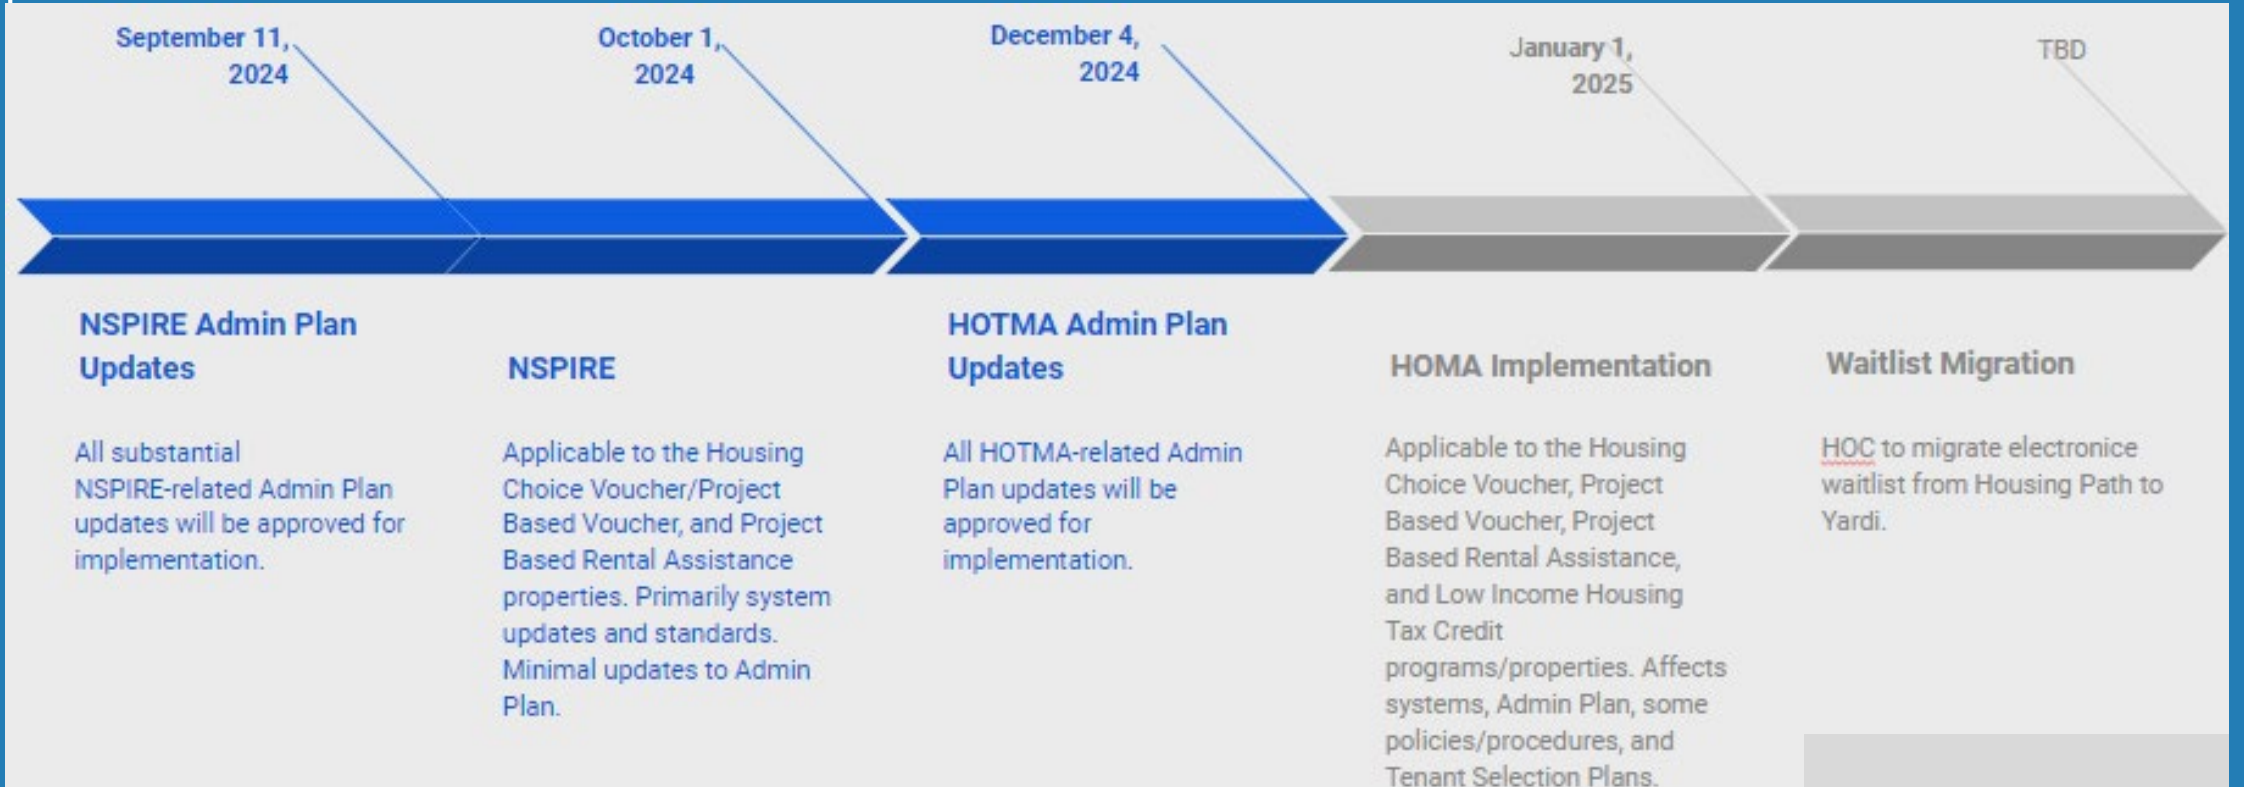 September 11,
2024
October 1,
2024
December 4,
2024
January 1,
2025
TBD
NSPIRE Admin Plan
Updates
All substantial
NSPIRE-related Admin Plan
updates will be approved for
implementation.
NSPIRE
Applicable to the Housing
Choice Voucher/Project
Based Voucher, and Project
Based Rental Assistance
properties. Primarily system
updates and standards.
Minimal updates to Admin
Plan.
HOTMA Admin Plan
Updates
All HOTMA-related Admin
Plan updates will be
approved for
implementation.
HOMA Implementation
Applicable to the Housing
Choice Voucher, Project
Based Voucher, Project
Based Rental Assistance,
and Low Income Housing
Tax Credit
programs/properties. Affects
systems, Admin Plan, some
policies/procedures, and
Tenant Selection Plans.
Waitlist Migration
HOC to migrate electronice
waitlist from Housing Path to
Yardi.